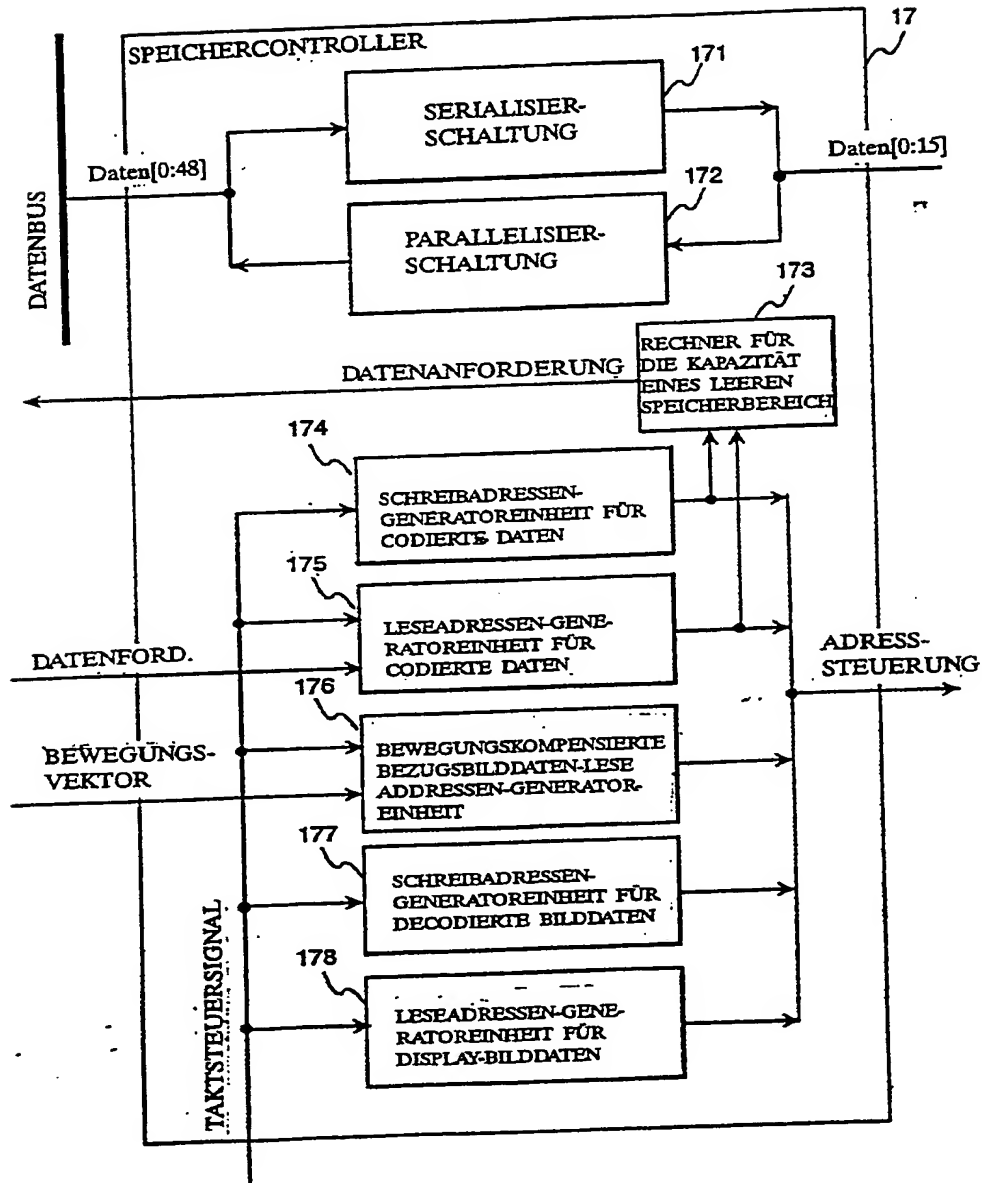 SPEICHERCONTROLLER
17
171
SERIALISIER-
SCHALTUNG
Daten[0:48]
Daten[0:15]
172
PARALLELISIER-
SCHALTUNG
DATENBUS
173
RECHNER FÜR
DIE KAPAZITÄT
EINES LEEREN
SPEICHERBEREICH
DATENANFORDERUNG
174
SCHREIBADRESSEN-
GENERATOREINHEIT FÜR
CODIERTE DATEN
175
LESEADRESSEN-GENE-
RATOREINHEIT FÜR
CODIERTE DATEN
DATENFORD.
ADRESS-
STEUERUNG
176
BEWEGUNGS-
VEKTOR
BEWEGUNGSKOMPENSIERTE
BEZUGSBILDDATEN-LESE
ADDRESSEN-GENERATOR-
EINHEIT
177
SCHREIBADRESSEN-
GENERATOREINHEIT FÜR
DECODIERTE BILDDATEN
178
LESEADRESSEN-GENE-
RATOREINHEIT FÜR
DISPLAY-BILDDATEN
TAKTSTEUERSIGNAL